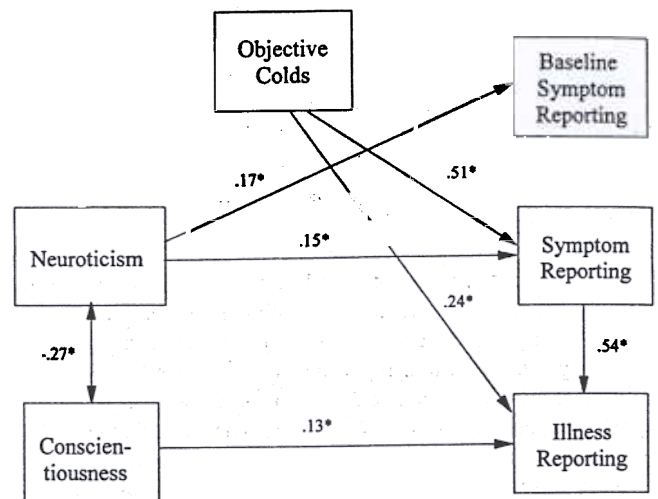 Objective
Colds
Baseline
Symptom
Reporting
.17*
.51*
Neuroticism
.15*
Symptom
Reporting
.24*
-.27*
.54*
Conscien-
tiousness
.13*
Illness
Reporting